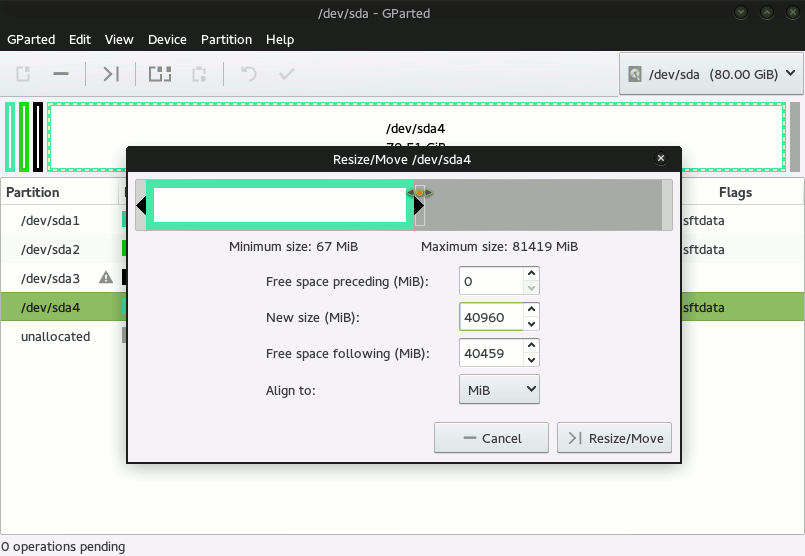 /dev/sda - GParted
GParted Edit View Device Partition Help
/dev/sda (80.00 GiB)
/dev/sda4
Resize/Move /dev/sda4
Partition
Flags
/dev/sda1
sftdata
/dev/sda2
sftdata
/dev/sda3
/dev/sda4
sftdata
unallocated
Minimum size: 67 MiB
Maximum size: 81419 MiB
Free space preceding (MiB): 0
New size (MiB): 40960
Free space following (MiB): 40459
Align to: MiB
Cancel
Resize/Move
0 operations pending